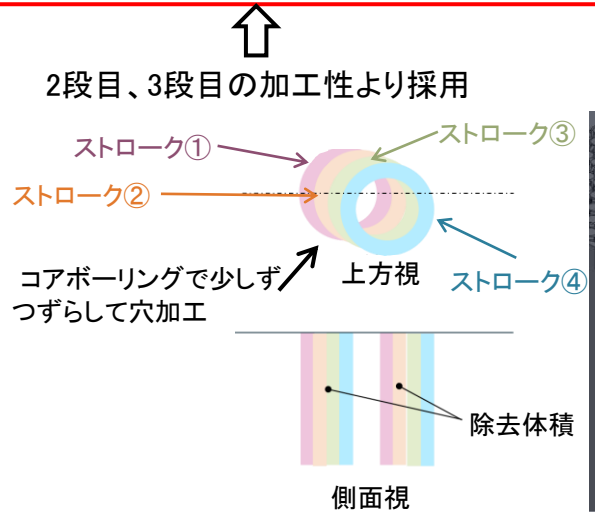 2段目、3段目の加工性より採用
ストローク①
ストローク③
ストローク②
コアボーリングで少しず
つずらして穴加工
上方視
ストローク④
除去体積
側面視